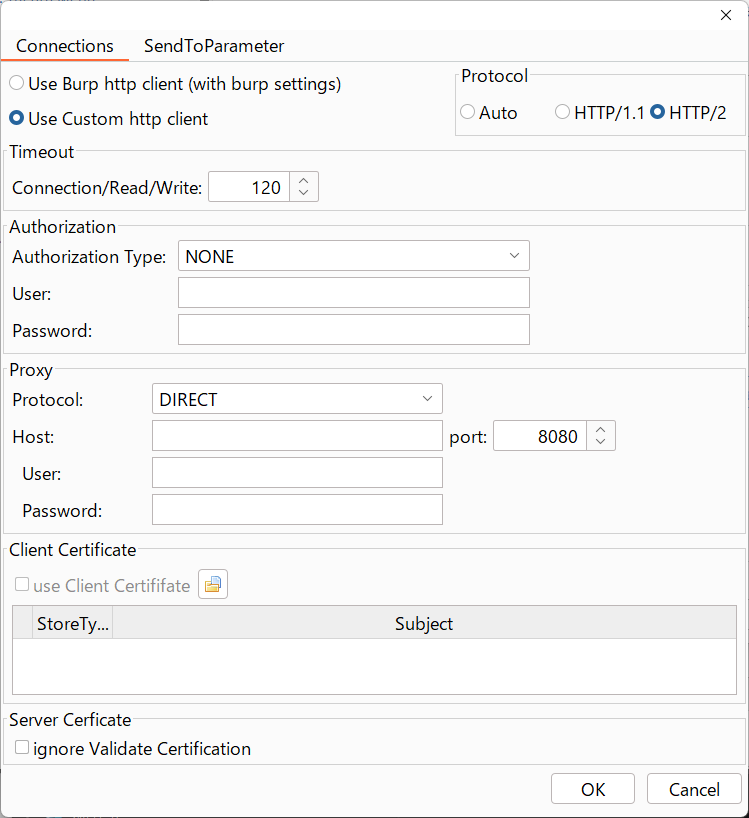 Connections SendToParameter
Use Burp http client (with burp settings)
Protocol
Use Custom http client
Auto HTTP/1.1 HTTP/2
Timeout
Connection/Read/Write: 120
Authorization
Authorization Type: NONE
User:
Password:
Proxy
Protocol: DIRECT
Host: port: 8080
User:
Password:
Client Certificate
use Client Certififate
StoreTy... Subject
Server Cerficate
ignore Validate Certification
OK Cancel